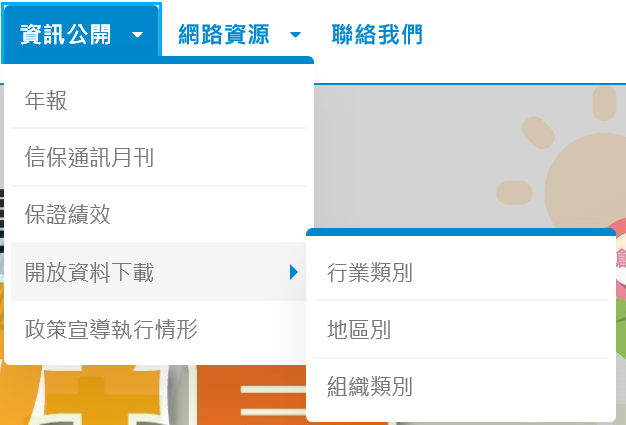 資訊公開
網路資源
聯絡我們
年報
信保通訊月刊
保證績效
開放資料下載
政策宣導執行情形
行業類別
地區別
組織類別
創